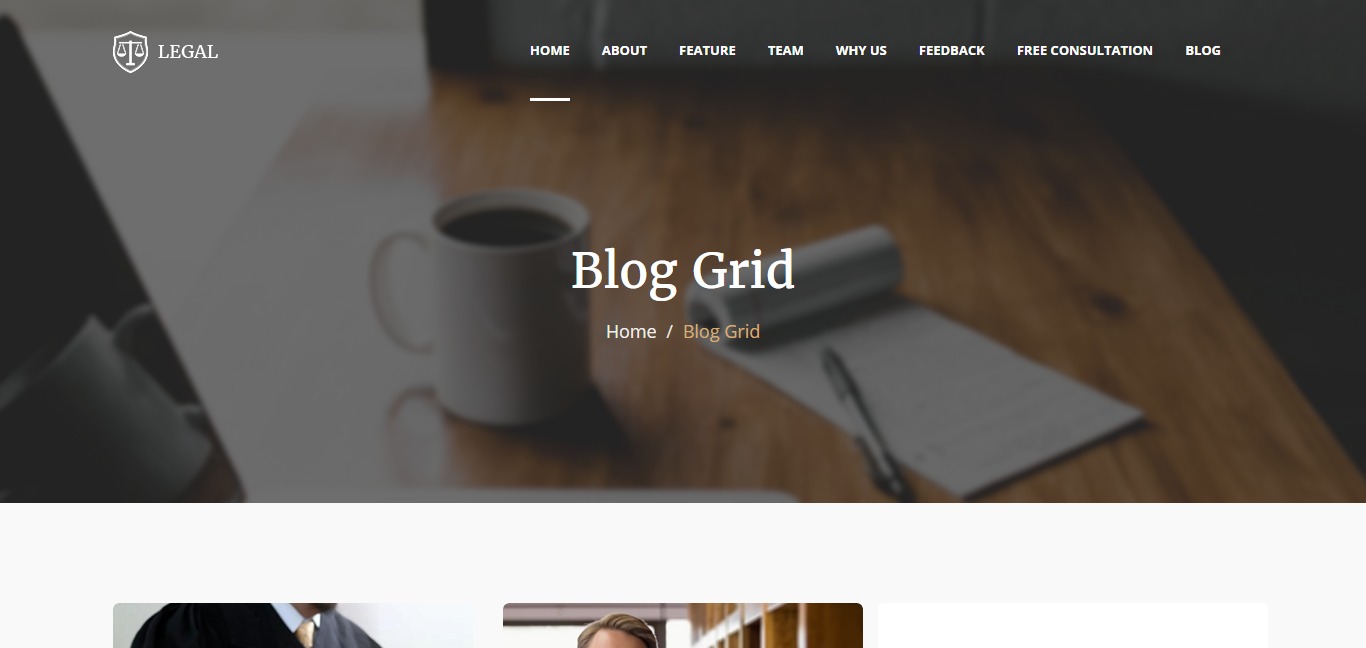 LEGAL
HOME ABOUT FEATURE TEAM WHY US FEEDBACK FREE CONSULTATION BLOG
Blog Grid
Home / Blog Grid